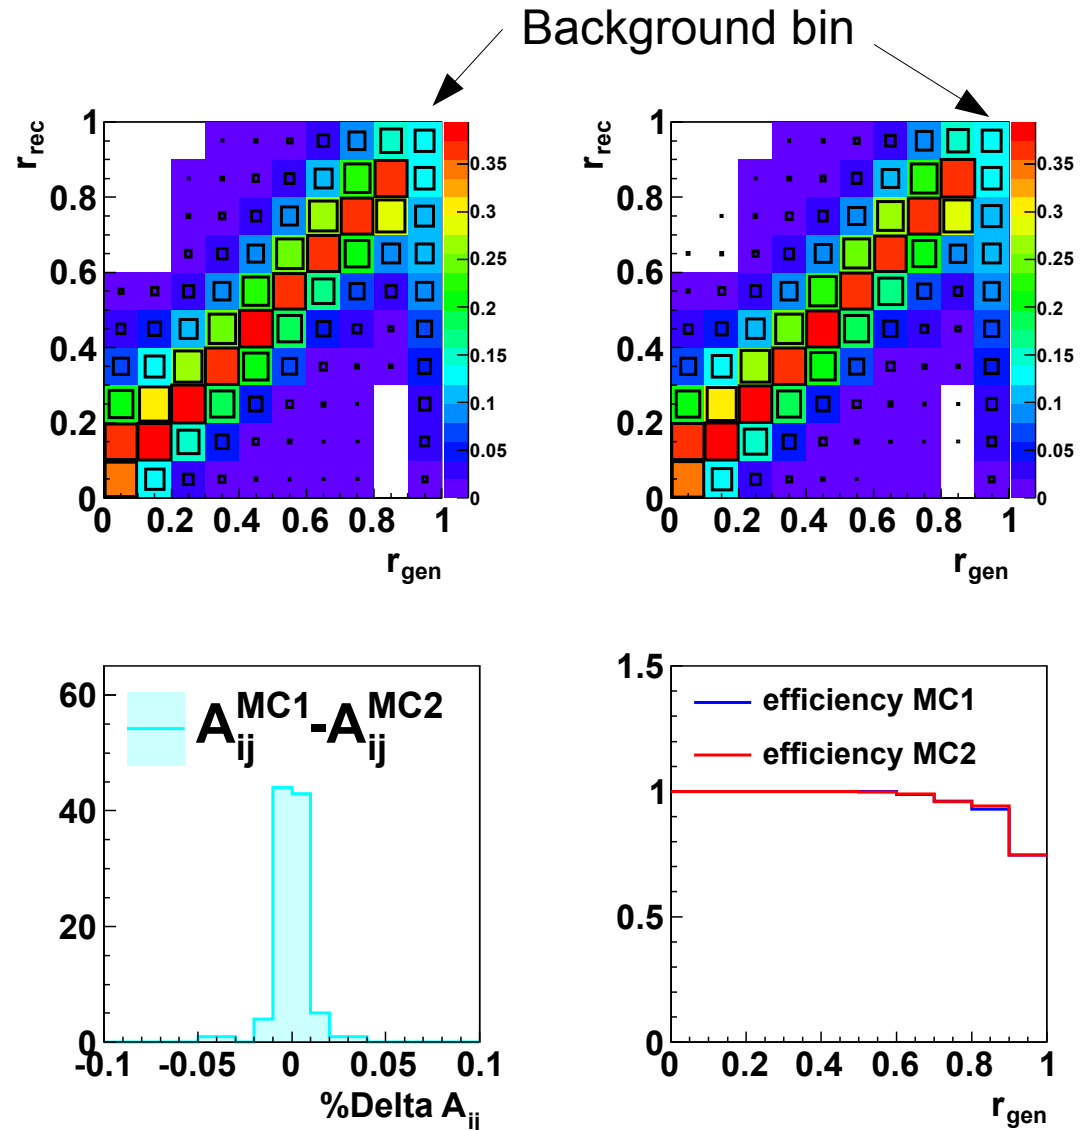 Background bin
r_rec
1
0.8
0.6
0.4
0.2
0
0 0.2 0.4 0.6 0.8 1
r_gen
0.35
0.3
0.25
0.2
0.15
0.1
0.05
0
r_rec
1
0.8
0.6
0.4
0.2
0
0 0.2 0.4 0.6 0.8 1
r_gen
0.35
0.3
0.25
0.2
0.15
0.1
0.05
0
60
40
20
0
A_ij^MC1-A_ij^MC2
-0.1 -0.05 0 0.05 0.1
%Delta A_ij
1.5
1
0.5
0
efficiency MC1
efficiency MC2
0 0.2 0.4 0.6 0.8 1
r_gen